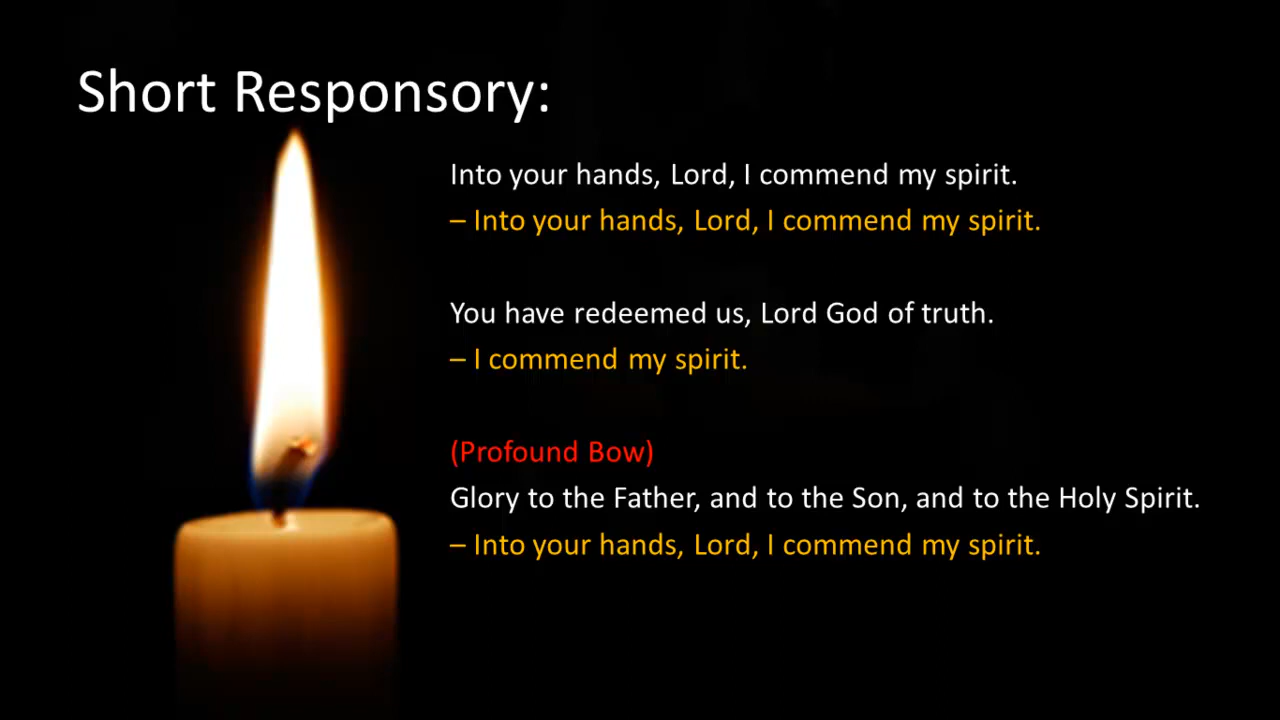 Short Responsory:
Into your hands, Lord, I commend my spirit.
– Into your hands, Lord, I commend my spirit.
You have redeemed us, Lord God of truth.
– I commend my spirit.
(Profound Bow)
Glory to the Father, and to the Son, and to the Holy Spirit.
– Into your hands, Lord, I commend my spirit.